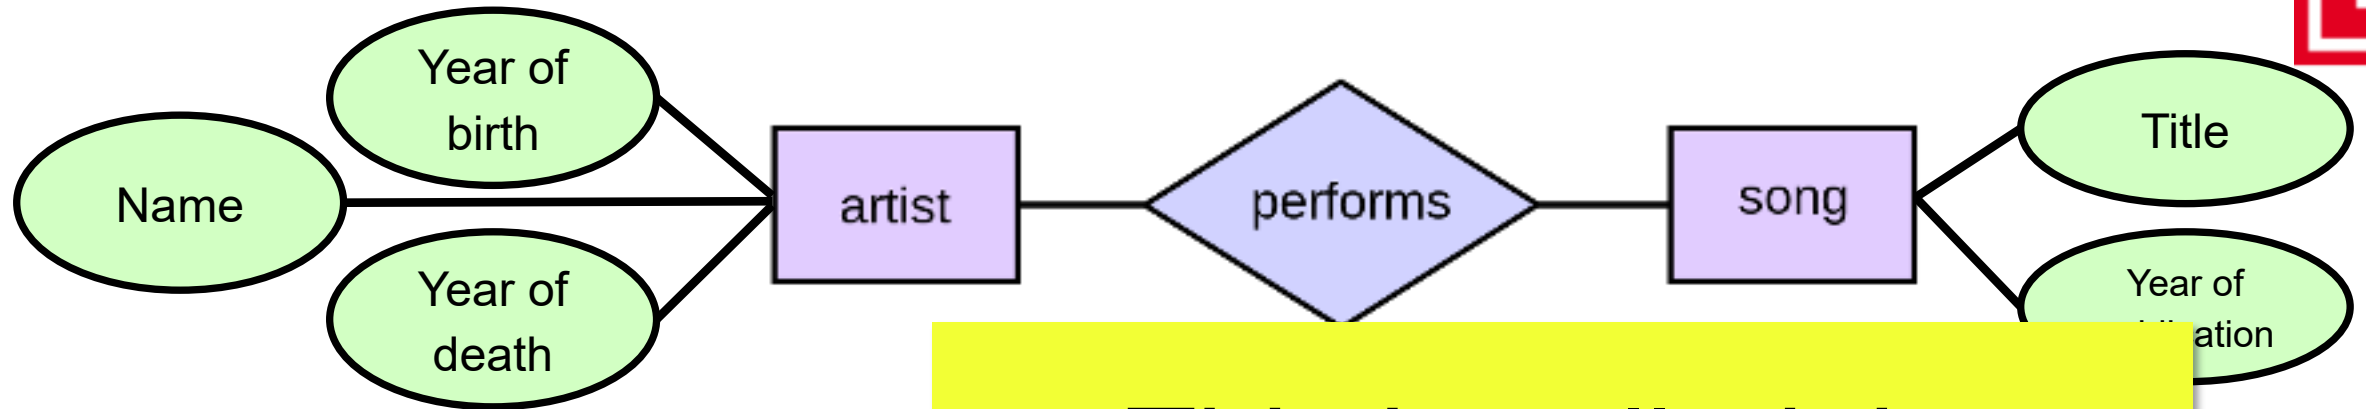 Year of
birth
Name
Year of
death
artist
performs
song
Title
Year of